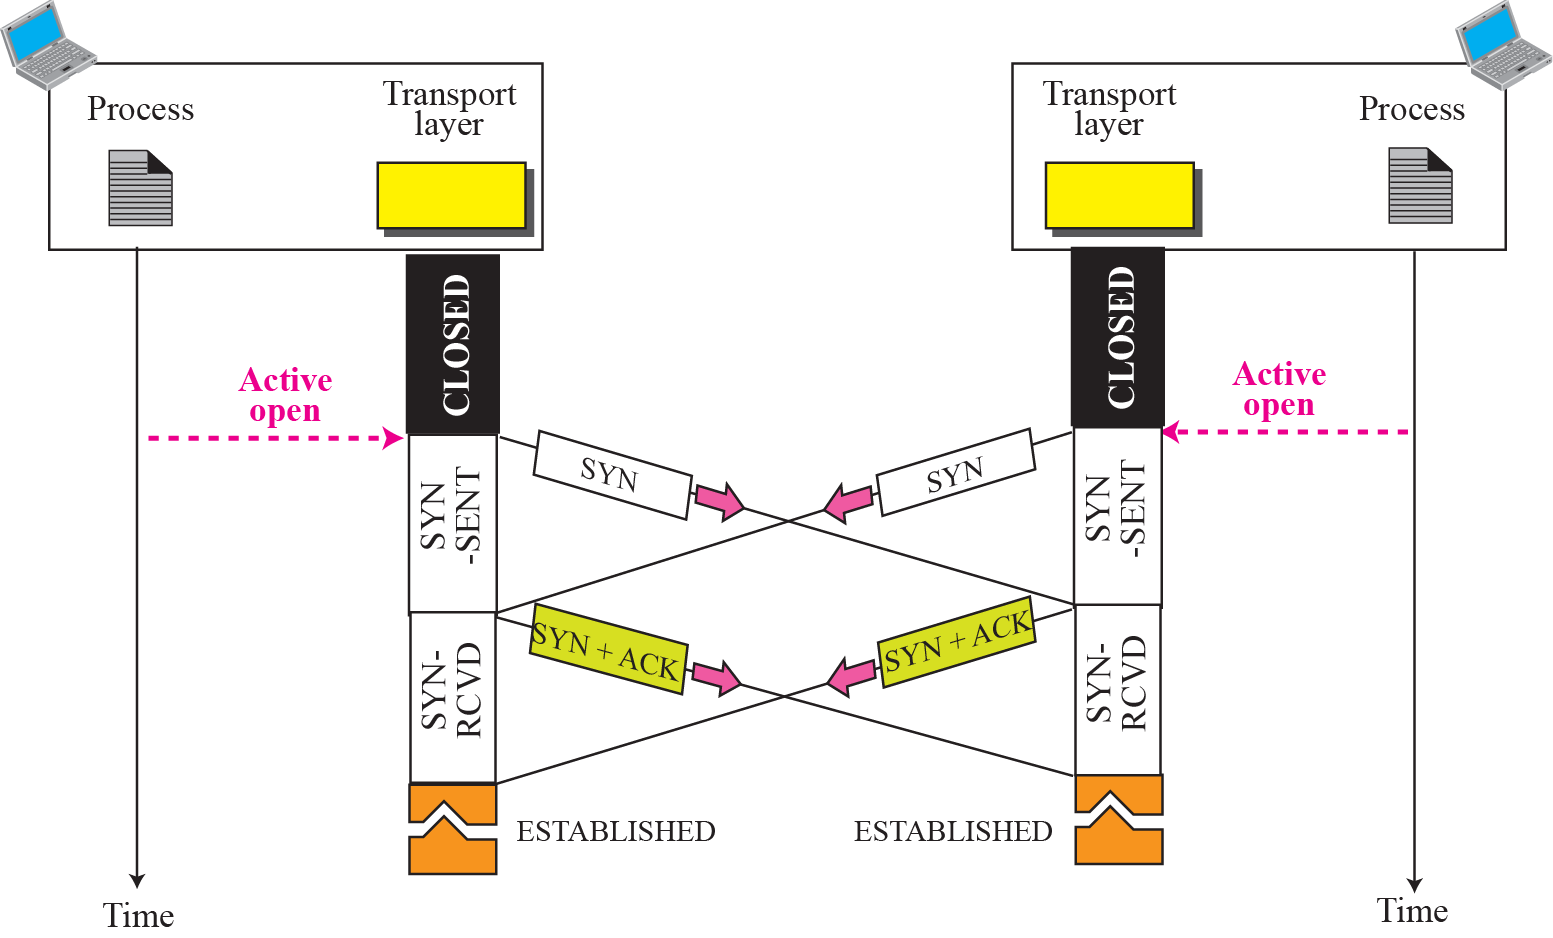 Process
Transport
layer
Transport
layer
Process
CLOSED
CLOSED
Active
open
Active
open
SYN
SYN
SYN
-SENT
SYN
-SENT
SYN + ACK
SYN + ACK
SYN-
RCVD
SYN-
RCVD
ESTABLISHED
ESTABLISHED
Time
Time